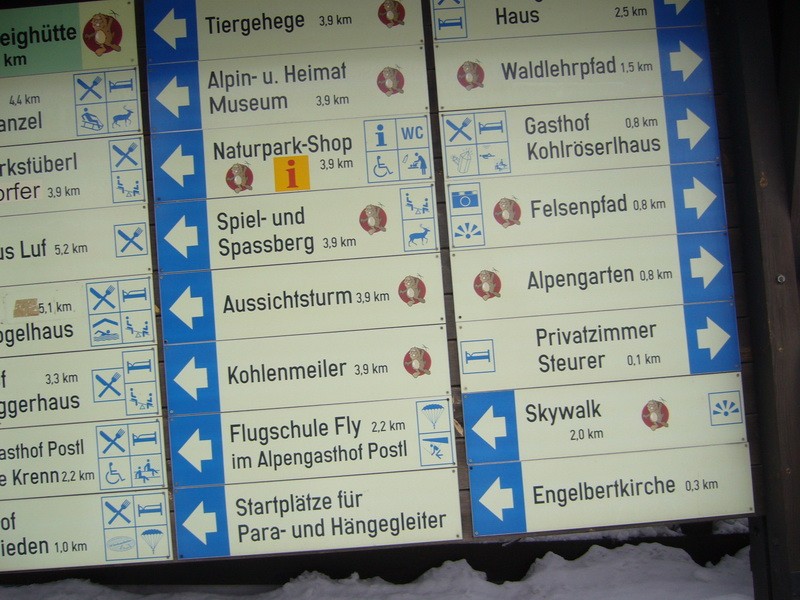 eighütte
km
4,4 km
anzel
rkstüberl
orfer 3,9 km
us Luf 5,2 km
5,1 km
ogelhaus
f 3,3 km
ggerhaus
asthof Postl
e Krenn 2,2 km
of
ieden 1,0 km
Tiergehege 3,9 km
Alpin- u. Heimat
Museum 3,9 km
Naturpark-Shop
i 3,9 km
i WC
Spiel- und
Spassberg 3,9 km
Aussichtsturm 3,9 km
Kohlenmeiler 3,9 km
Flugschule Fly 2,2 km
im Alpengasthof Postl
Startplätze für
Para- und Hängegleiter
Haus 2,5 km
Waldlehrpfad 1,5 km
Gasthof 0,8 km
Kohlröserlhaus
Felsenpfad 0,8 km
Alpengarten 0,8 km
Privatzimmer
Steurer 0,1 km
Skywalk
2,0 km
Engelbertkirche 0,3 km